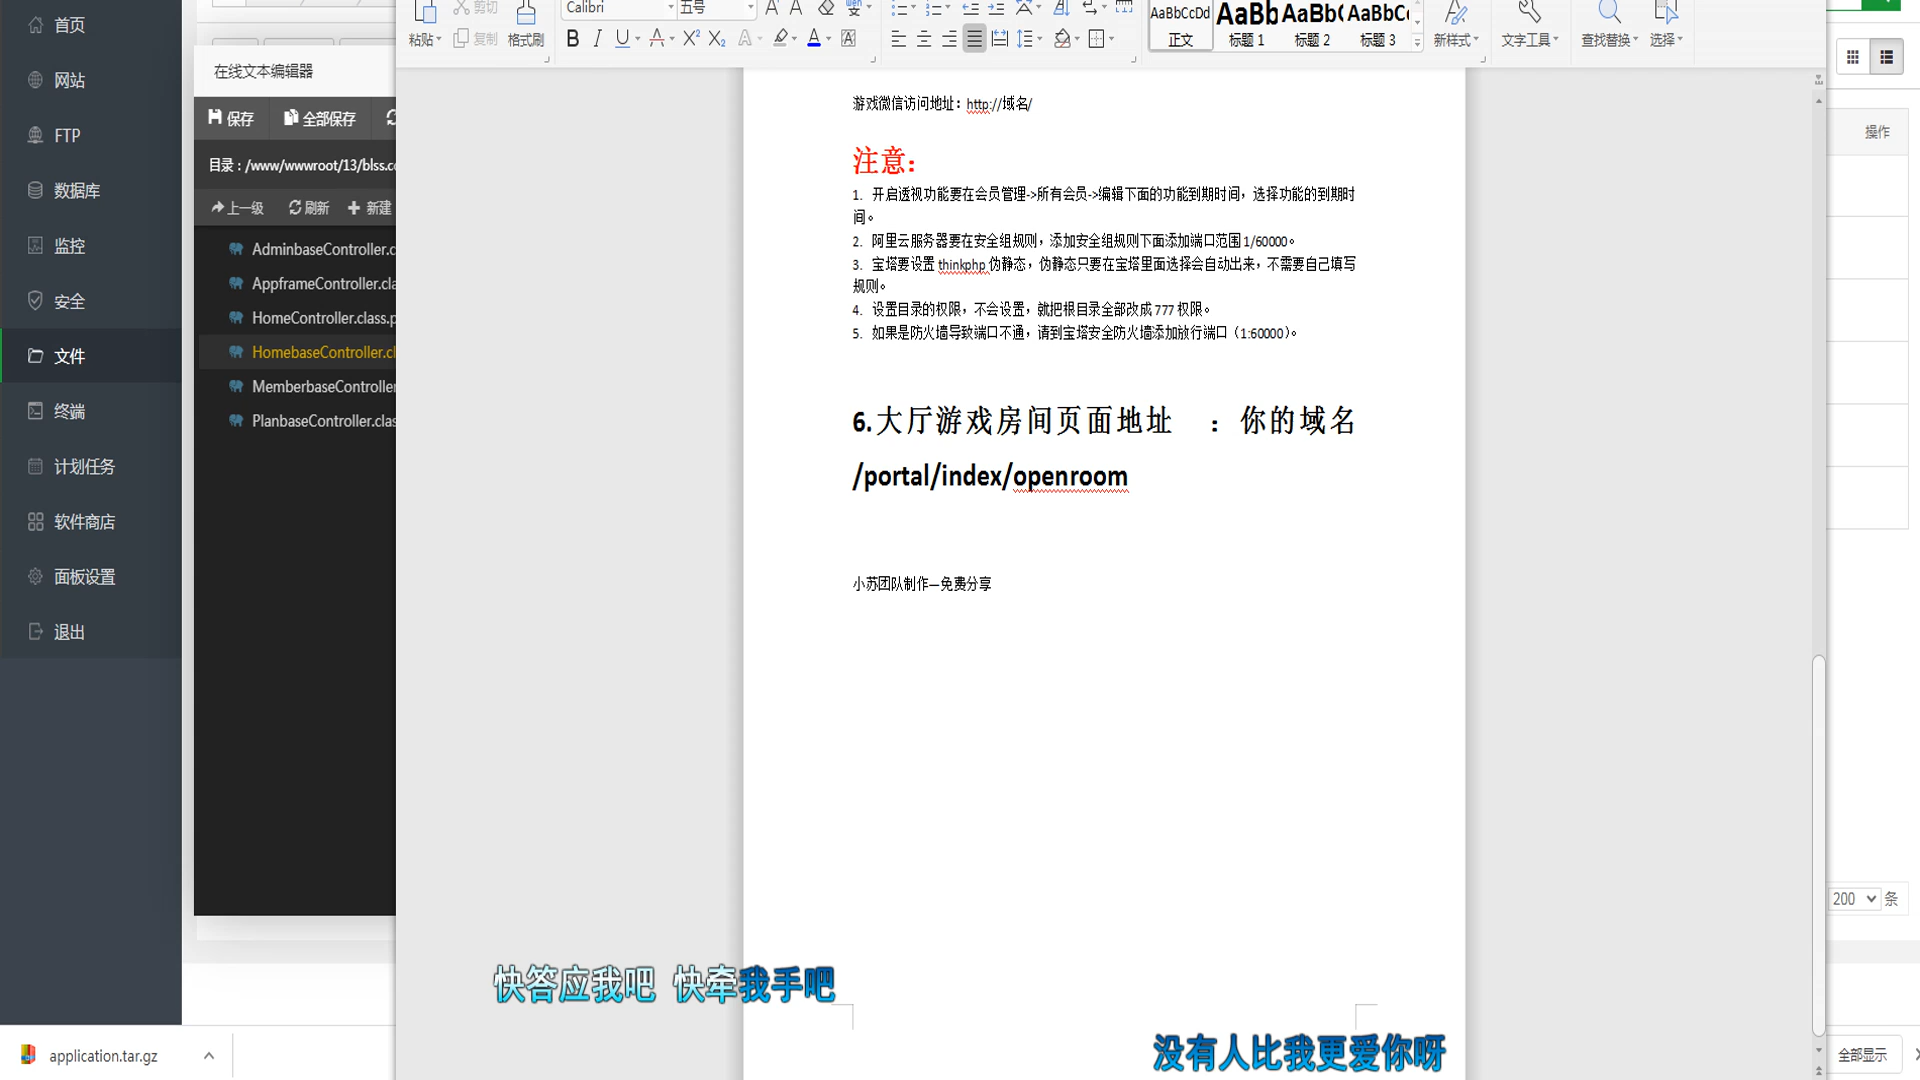 首页
网站
FTP
数据库
监控
安全
文件
终端
计划任务
软件商店
面板设置
退出
在线文本编辑器
保存 全部保存
目录 : /www/wwwroot/13/blss.c
上一级 刷新 新建
AdminbaseController.c
AppframeController.cla
HomeController.class.p
HomebaseController.cl
MemberbaseController
PlanbaseController.clas
粘贴 剪切 复制 格式刷
Calibri 五号
AaBbCcDd AaBb AaBb( AaBbC
正文 标题 1 标题 2 标题 3
新样式 文字工具 查找替换 选择
游戏微信访问地址：http://域名/
注意：
1. 开启透视功能要在会员管理->所有会员->编辑下面的功能到期时间，选择功能的到期时
间。
2. 阿里云服务器要在安全组规则，添加安全组规则下面添加端口范围 1/60000。
3. 宝塔要设置 thinkphp 伪静态，伪静态只要在宝塔里面选择会自动出来，不需要自己填写
规则。
4. 设置目录的权限，不会设置，就把根目录全部改成 777 权限。
5. 如果是防火墙导致端口不通，请到宝塔安全防火墙添加放行端口（1:60000）。
6.大厅游戏房间页面地址 ：你的域名
/portal/index/openroom
小苏团队制作—免费分享
操作
200 条
快答应我吧 快牵我手吧
没有人比我更爱你呀
application.tar.gz
全部显示